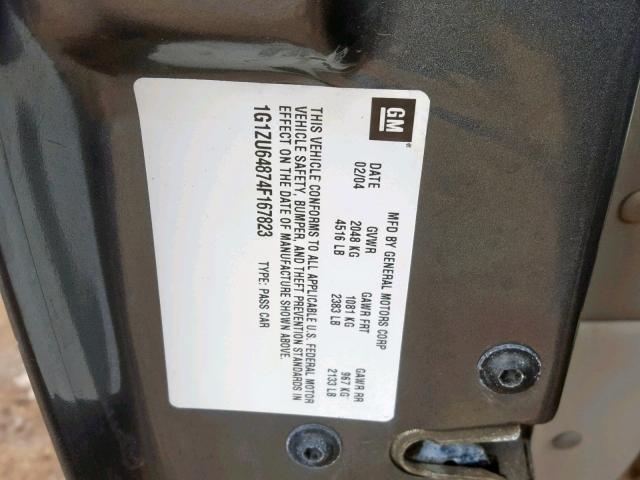 GM
MFD BY GENERAL MOTORS CORP
DATE GVWR GAWR FRT GAWR RR
02/04 2048 KG 1081 KG 967 KG
4516 LB 2383 LB 2133 LB
THIS VEHICLE CONFORMS TO ALL APPLICABLE U.S. FEDERAL MOTOR
VEHICLE SAFETY, BUMPER, AND THEFT PREVENTION STANDARDS IN
EFFECT ON THE DATE OF MANUFACTURE SHOWN ABOVE.
1G1ZU64874F167823 TYPE: PASS CAR